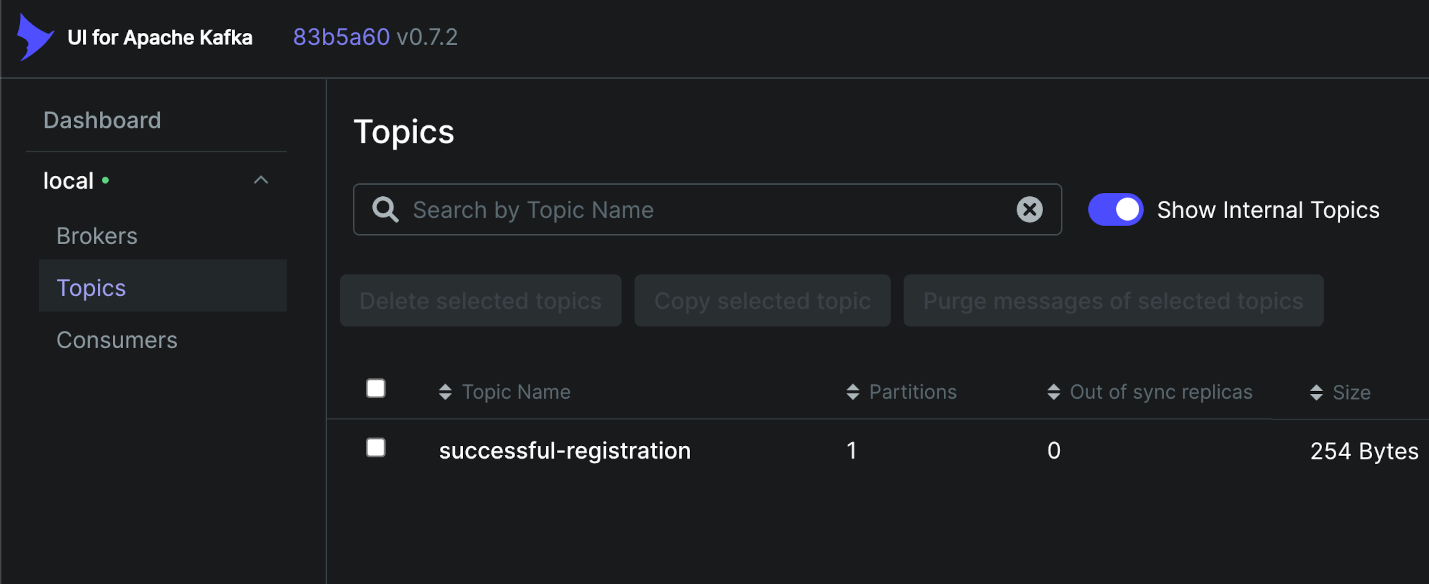 UI for Apache Kafka 83b5a60 v0.7.2
Dashboard
local
Brokers
Topics
Consumers
Topics
Search by Topic Name
Show Internal Topics
Delete selected topics Copy selected topic Purge messages of selected topics
Topic Name Partitions Out of sync replicas Size
successful-registration 1 0 254 Bytes